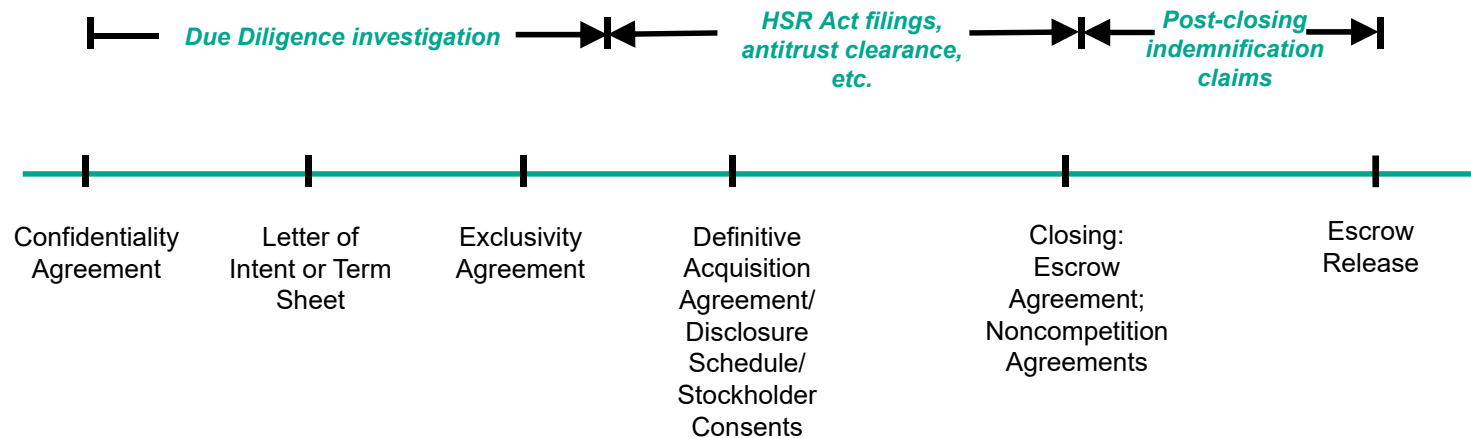 Due Diligence investigation
HSR Act filings,
antitrust clearance,
etc.
Post-closing
indemnification
claims
Confidentiality
Agreement
Letter of
Intent or Term
Sheet
Exclusivity
Agreement
Definitive
Acquisition
Agreement/
Disclosure
Schedule/
Stockholder
Consents
Closing:
Escrow
Agreement;
Noncompetition
Agreements
Escrow
Release